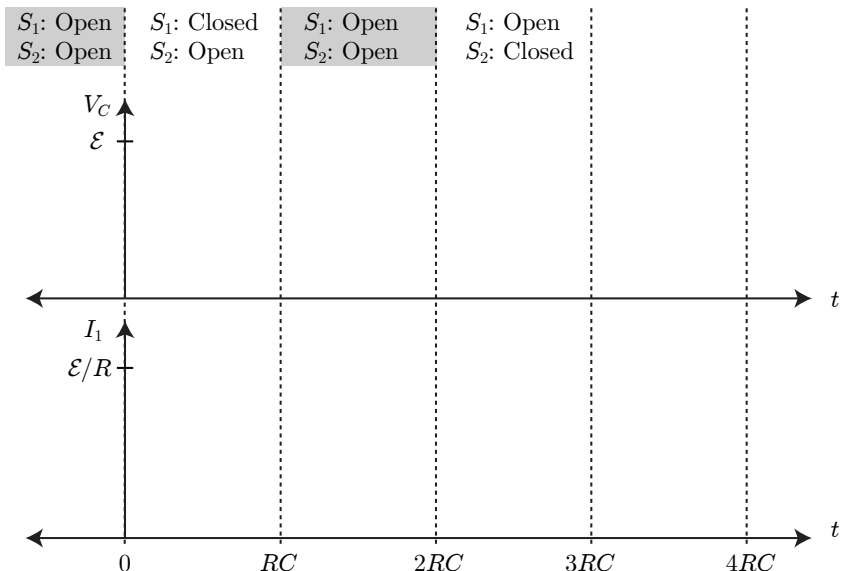 S₁: Open S₁: Closed S₁: Open S₁: Open
S₂: Open S₂: Open S₂: Open S₂: Closed
V_C
ℰ
t
I₁
ℰ/R
t
0 RC 2RC 3RC 4RC